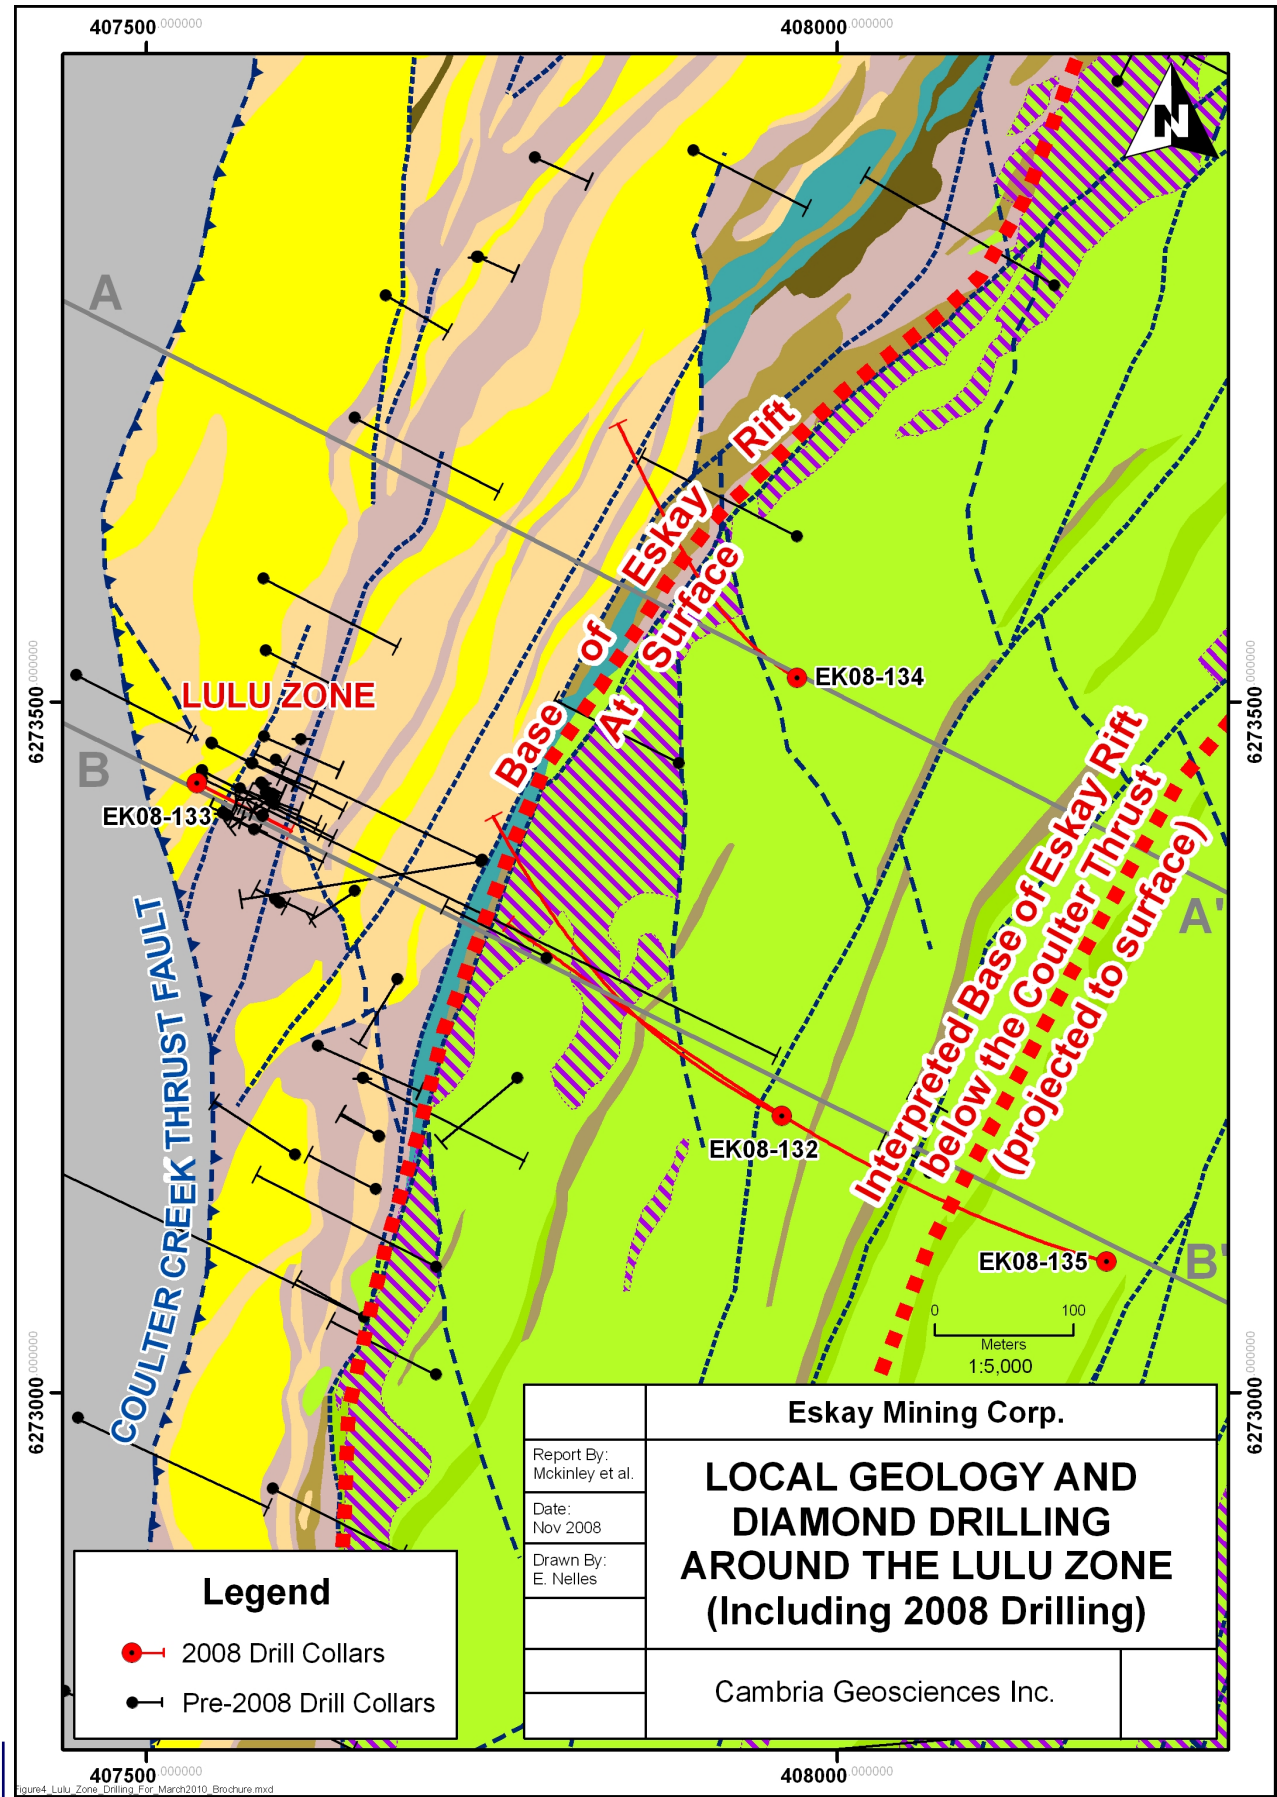 407500.000000
408000.000000
N
A
Base of Eskay Rift
At Surface
EK08-134
LULU ZONE
6273500.000000
6273500.000000
B
EK08-133
A'
Interpreted Base of Eskay Rift
below the Coulter Thrust
(projected to surface)
COULTER CREEK THRUST FAULT
EK08-132
EK08-135
B'
0 100
Meters
1:5,000
6273000.000000
6273000.000000
Eskay Mining Corp.
Report By:
Mckinley et al.
Date:
Nov 2008
Drawn By:
E. Nelles
LOCAL GEOLOGY AND
DIAMOND DRILLING
AROUND THE LULU ZONE
(Including 2008 Drilling)
Cambria Geosciences Inc.
Legend
2008 Drill Collars
Pre-2008 Drill Collars
407500.000000
408000.000000
Figure4_Lulu_Zone_Drilling_For_March2010_Brochure.mxd